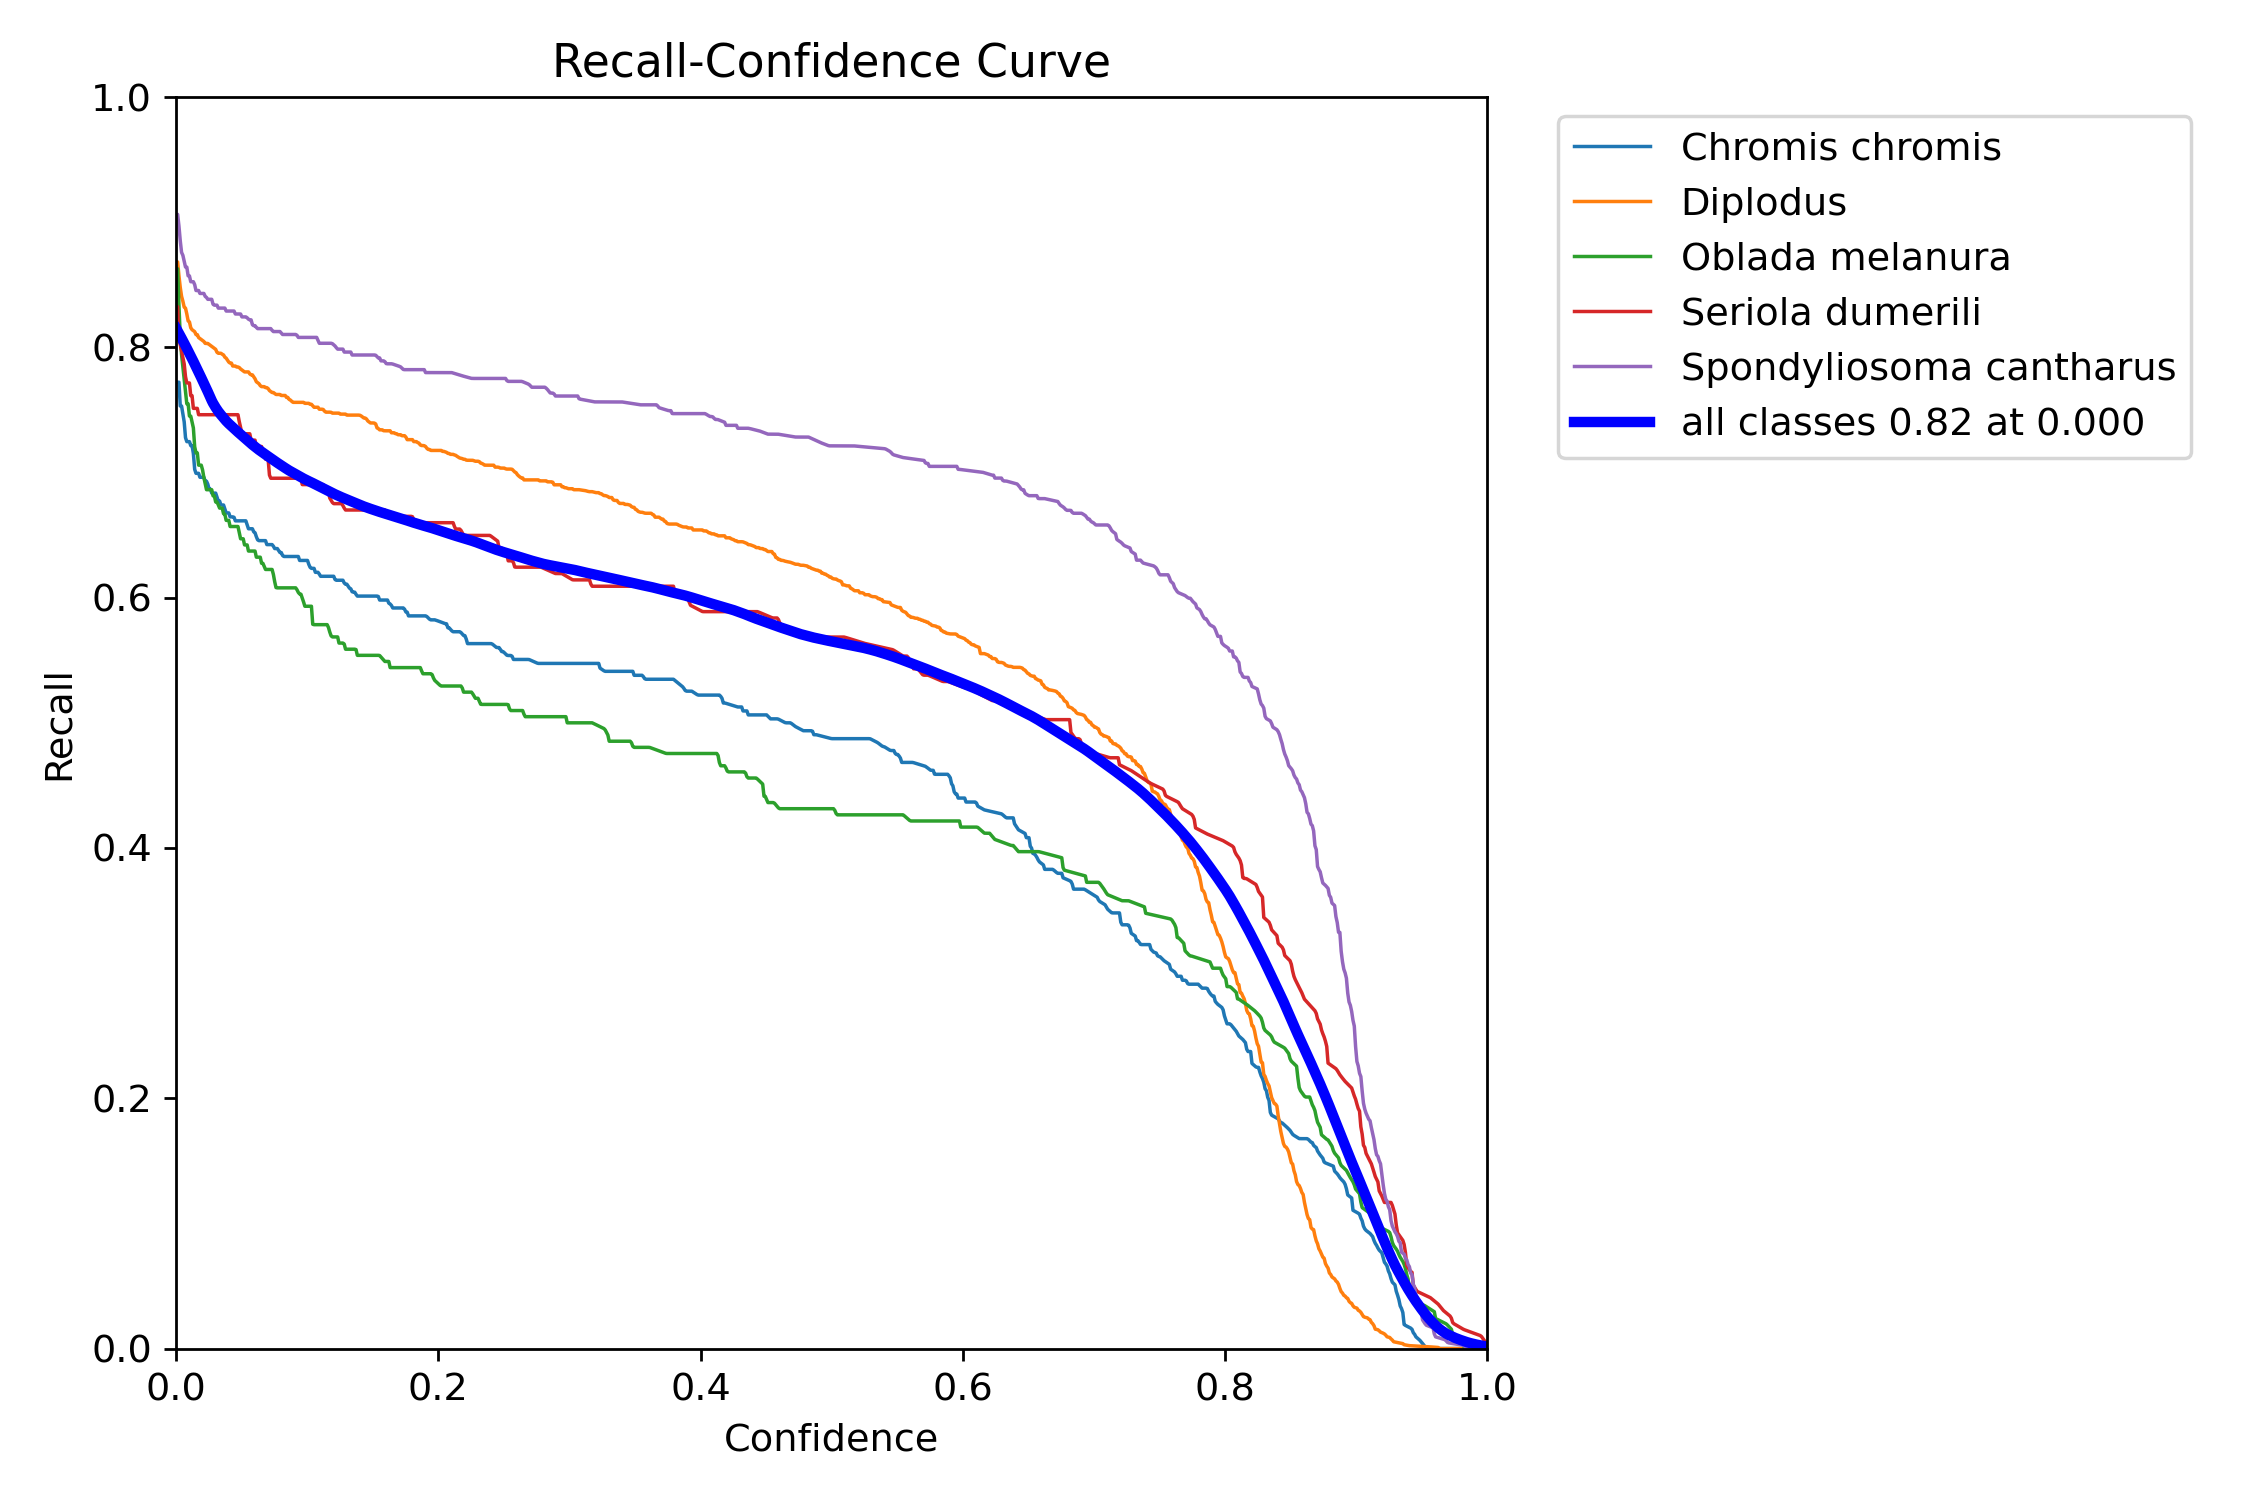 Recall-Confidence Curve
1.0
0.8
0.6
0.4
0.2
0.0
Recall
0.0 0.2 0.4 0.6 0.8 1.0
Confidence
Chromis chromis
Diplodus
Oblada melanura
Seriola dumerili
Spondyliosoma cantharus
all classes 0.82 at 0.000